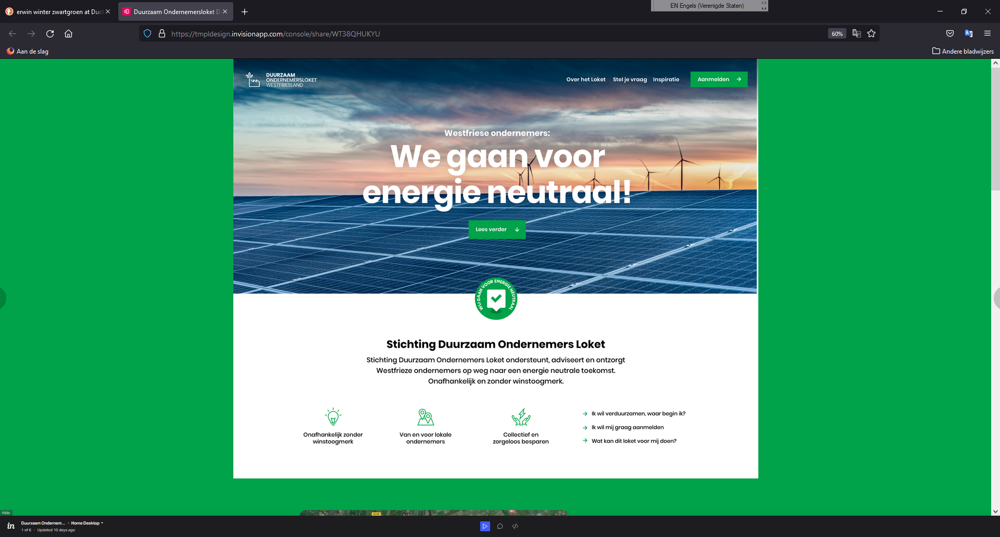 erwin winter zwartgroen at Duc
Duurzaam Ondernemersloket D
EN Engels (Verenigde Staten)
https://tmpldesign.invisionapp.com/console/share/WT38QHUKYU
60%
Aan de slag
Andere bladwijzers
DUURZAAM
ONDERNEMERSLOKET
WESTFRIESLAND
Over het Loket
Stel je vraag
Inspiratie
Aanmelden
Westfriese ondernemers:
We gaan voor
energie neutraal!
Lees verder
WIJ GAAN VOOR ENERGIE NEUTRAAL
Stichting Duurzaam Ondernemers Loket
Stichting Duurzaam Ondernemers Loket ondersteunt, adviseert en ontzorgt
Westfrieze ondernemers op weg naar een energie neutrale toekomst.
Onafhankelijk en zonder winstoogmerk.
Onafhankelijk zonder
winstoogmerk
Van en voor lokale
ondernemers
Collectief en
zorgeloos besparen
Ik wil verduurzamen, waar begin ik?
Ik wil mij graag aanmelden
Wat kan dit loket voor mij doen?
N248
Hide
in
Duurzaam Ondernem... › Home Desktop
1 of 6 · Updated 10 days ago